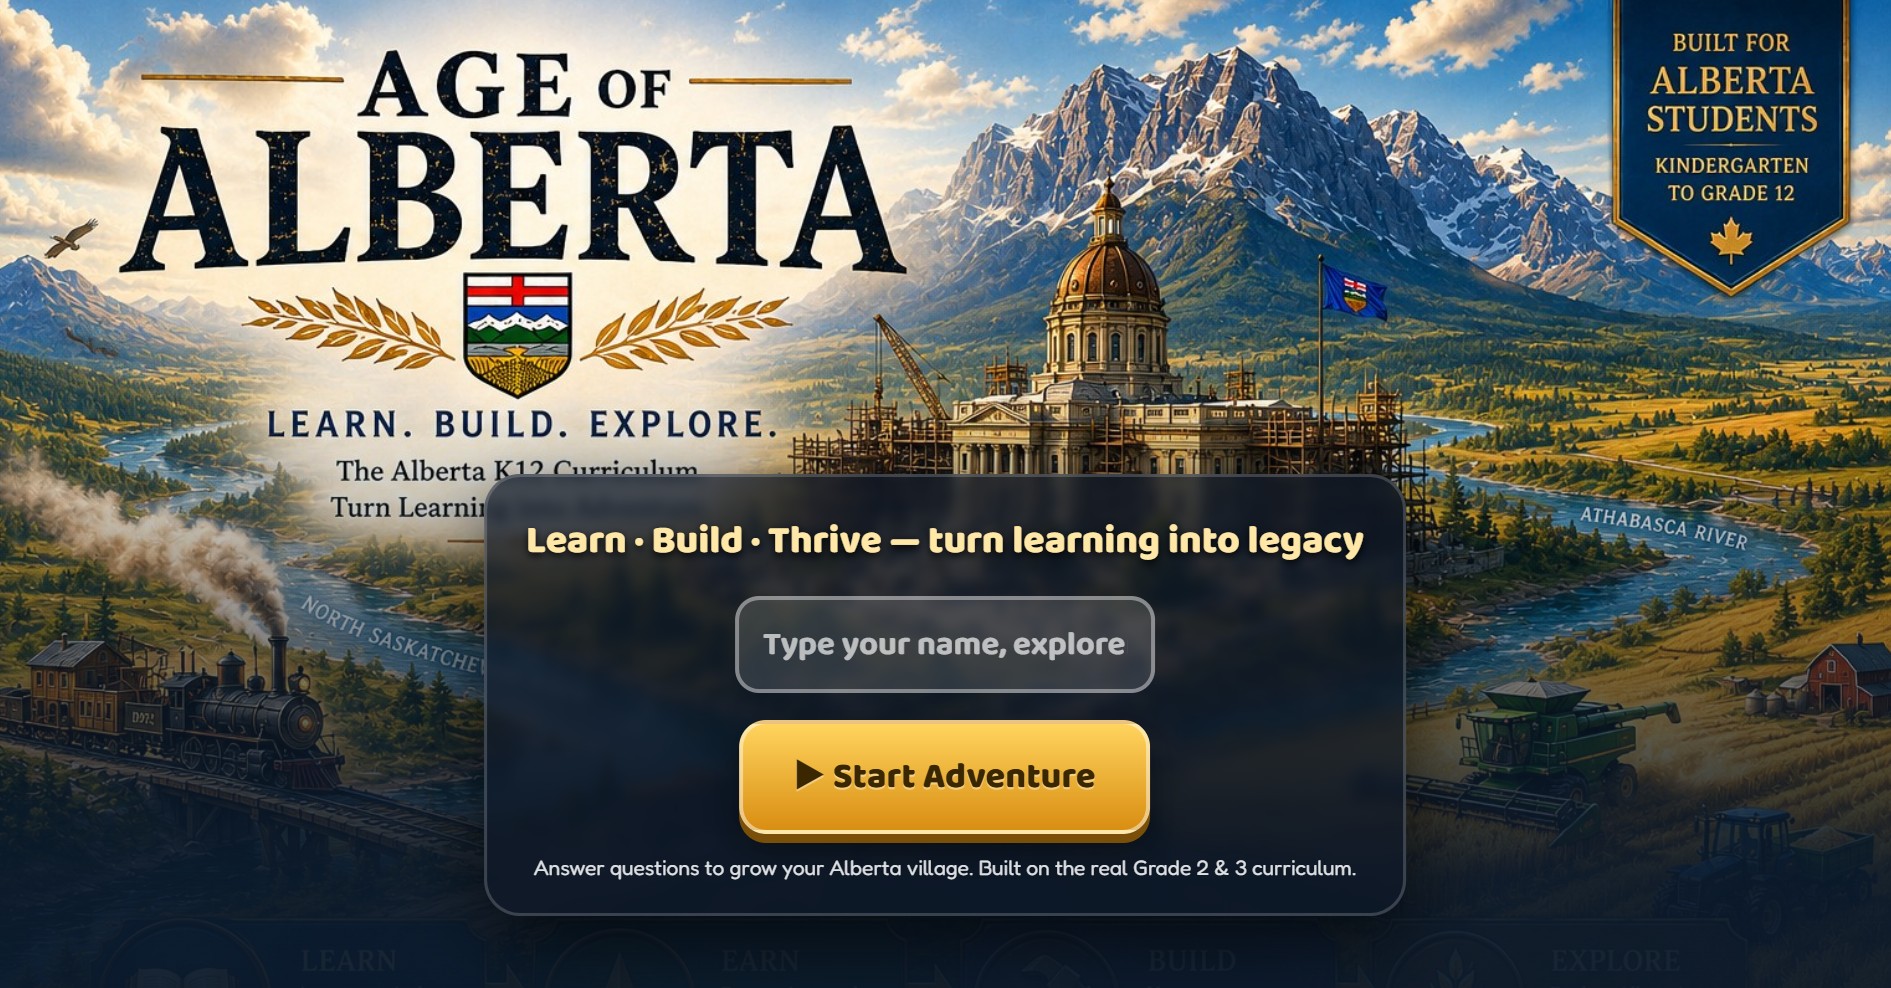 AGE OF
ALBERTA
LEARN. BUILD. EXPLORE.
The Alberta K12 Curriculum
Turn Learning
BUILT FOR
ALBERTA
STUDENTS
KINDERGARTEN
TO GRADE 12
ATHABASCA RIVER
NORTH
Learn • Build • Thrive — turn learning into legacy
Type your name, explore
▶ Start Adventure
Answer questions to grow your Alberta village. Built on the real Grade 2 & 3 curriculum.
LEARN
EARN
BUILD
EXPLORE